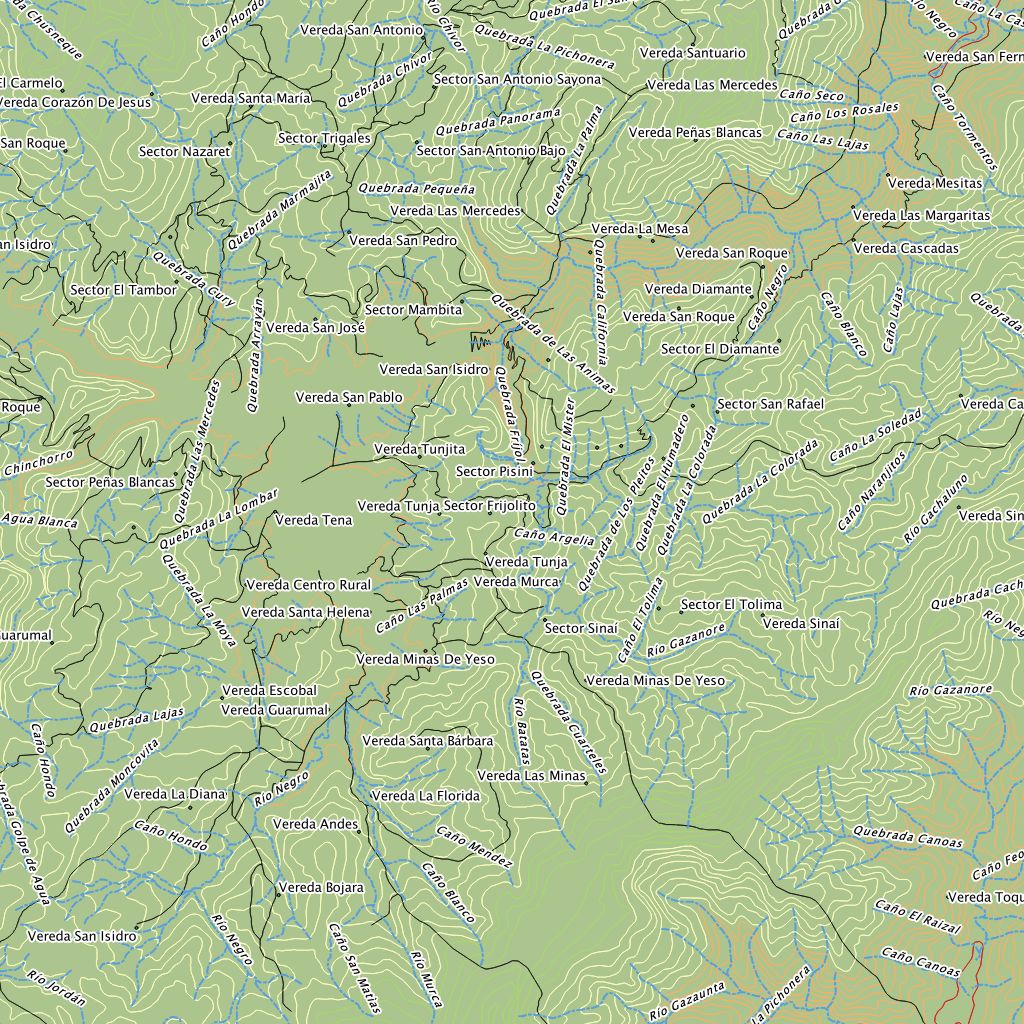 Caño Hondo
Vereda San Antonio
Río Chivor
Quebrada La Pichonera
Vereda Santuario
Río Negro
Vereda San Fern
El Carmelo
Vereda Corazón De Jesus
Quebrada Chivor
Sector San Antonio Sayona
Vereda Las Mercedes
Caño Seco
Caño Los Rosales
Caño Tormentos
Vereda Santa María
Quebrada Panorama
Quebrada La Palma
Vereda Peñas Blancas
Caño Las Lajas
San Roque
Sector Nazaret
Sector Trigales
Sector San Antonio Bajo
Quebrada Marmajita
Quebrada Pequeña
Vereda Mesitas
Vereda Las Mercedes
Vereda Las Margaritas
Vereda La Mesa
Vereda San Pedro
Vereda Cascadas
Vereda San Roque
Quebrada Cury
Quebrada California
Sector El Tambor
Vereda Diamante
Caño Negro
Caño Blanco
Caño Lajas
Quebrada Arrayán
Vereda San José
Sector Mambita
Quebrada de Las Animas
Vereda San Roque
Sector El Diamante
Vereda San Isidro
Quebrada Las Mercedes
Vereda San Pablo
Quebrada Frijol
Quebrada El Mister
Sector San Rafael
Roque
Chinchorro
Vereda Tunjita
Caño La Soledad
Quebrada El Humadero
Quebrada La Colorada
Quebrada La Colorada
Sector Peñas Blancas
Sector Pisini
Quebrada de Los Pleitos
Caño Naranjitos
Río Gachaluno
Agua Blanca
Quebrada La Lombar
Vereda Tena
Vereda Tunja
Sector Frijolito
Caño Argelia
Vereda Tunja
Vereda Murca
Quebrada La Moya
Vereda Centro Rural
Vereda Santa Helena
Caño Las Palmas
Sector El Tolima
Vereda Sinaí
Sector Sinaí
Caño El Tolima
Río Gazanore
Vereda Minas De Yeso
Vereda Minas De Yeso
Vereda Escobal
Vereda Guarumal
Río Gazanore
Quebrada Lajas
Caño Hondo
Quebrada Moncovita
Río Batatas
Quebrada Cuarteles
Vereda Santa Bárbara
Vereda Las Minas
Vereda La Diana
Río Negro
Vereda La Florida
Vereda Andes
Caño Hondo
Caño Mendez
Quebrada Canoas
Vereda Bojara
Caño Blanco
Caño El Raizal
Vereda San Isidro
Río Negro
Caño San Matias
Río Murca
Caño Canoas
Río Jordán
Río Gazaunta
La Pichonera